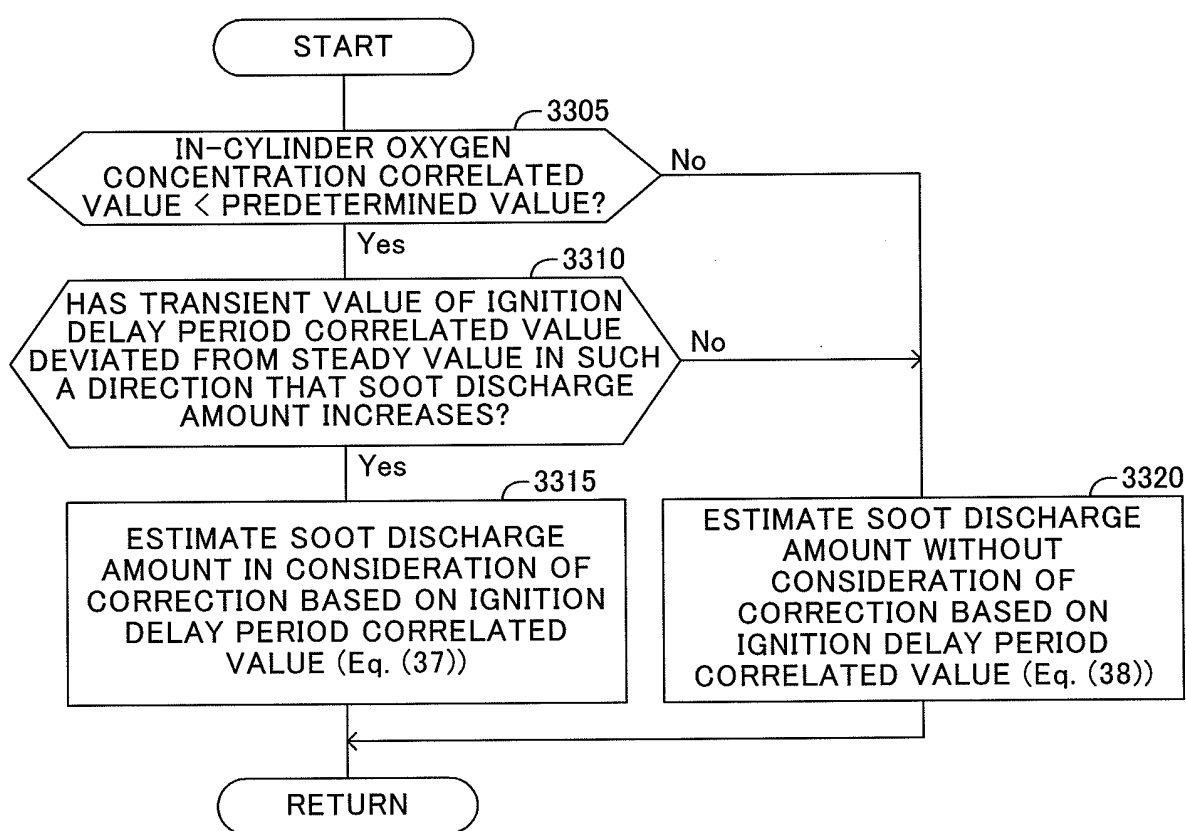 START
3305
IN-CYLINDER OXYGEN
CONCENTRATION CORRELATED
VALUE < PREDETERMINED VALUE?
No
Yes
3310
HAS TRANSIENT VALUE OF IGNITION
DELAY PERIOD CORRELATED VALUE
DEVIATED FROM STEADY VALUE IN SUCH
A DIRECTION THAT SOOT DISCHARGE
AMOUNT INCREASES?
No
Yes
3315
ESTIMATE SOOT DISCHARGE
AMOUNT IN CONSIDERATION OF
CORRECTION BASED ON IGNITION
DELAY PERIOD CORRELATED
VALUE (Eq. (37))
3320
ESTIMATE SOOT DISCHARGE
AMOUNT WITHOUT
CONSIDERATION OF
CORRECTION BASED ON
IGNITION DELAY PERIOD
CORRELATED VALUE (Eq. (38))
RETURN